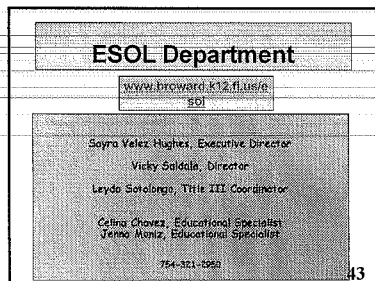 ESOL Department
www.broward.k12.fl.us/e
sol
Sayra Velez Hughes, Executive Director
Vicky Saldala, Director
Leyda Sotolongo, Title III Coordinator
Celina Chavez, Educational Specialist
Jenna Moniz, Educational Specialist
754-321-2950
43